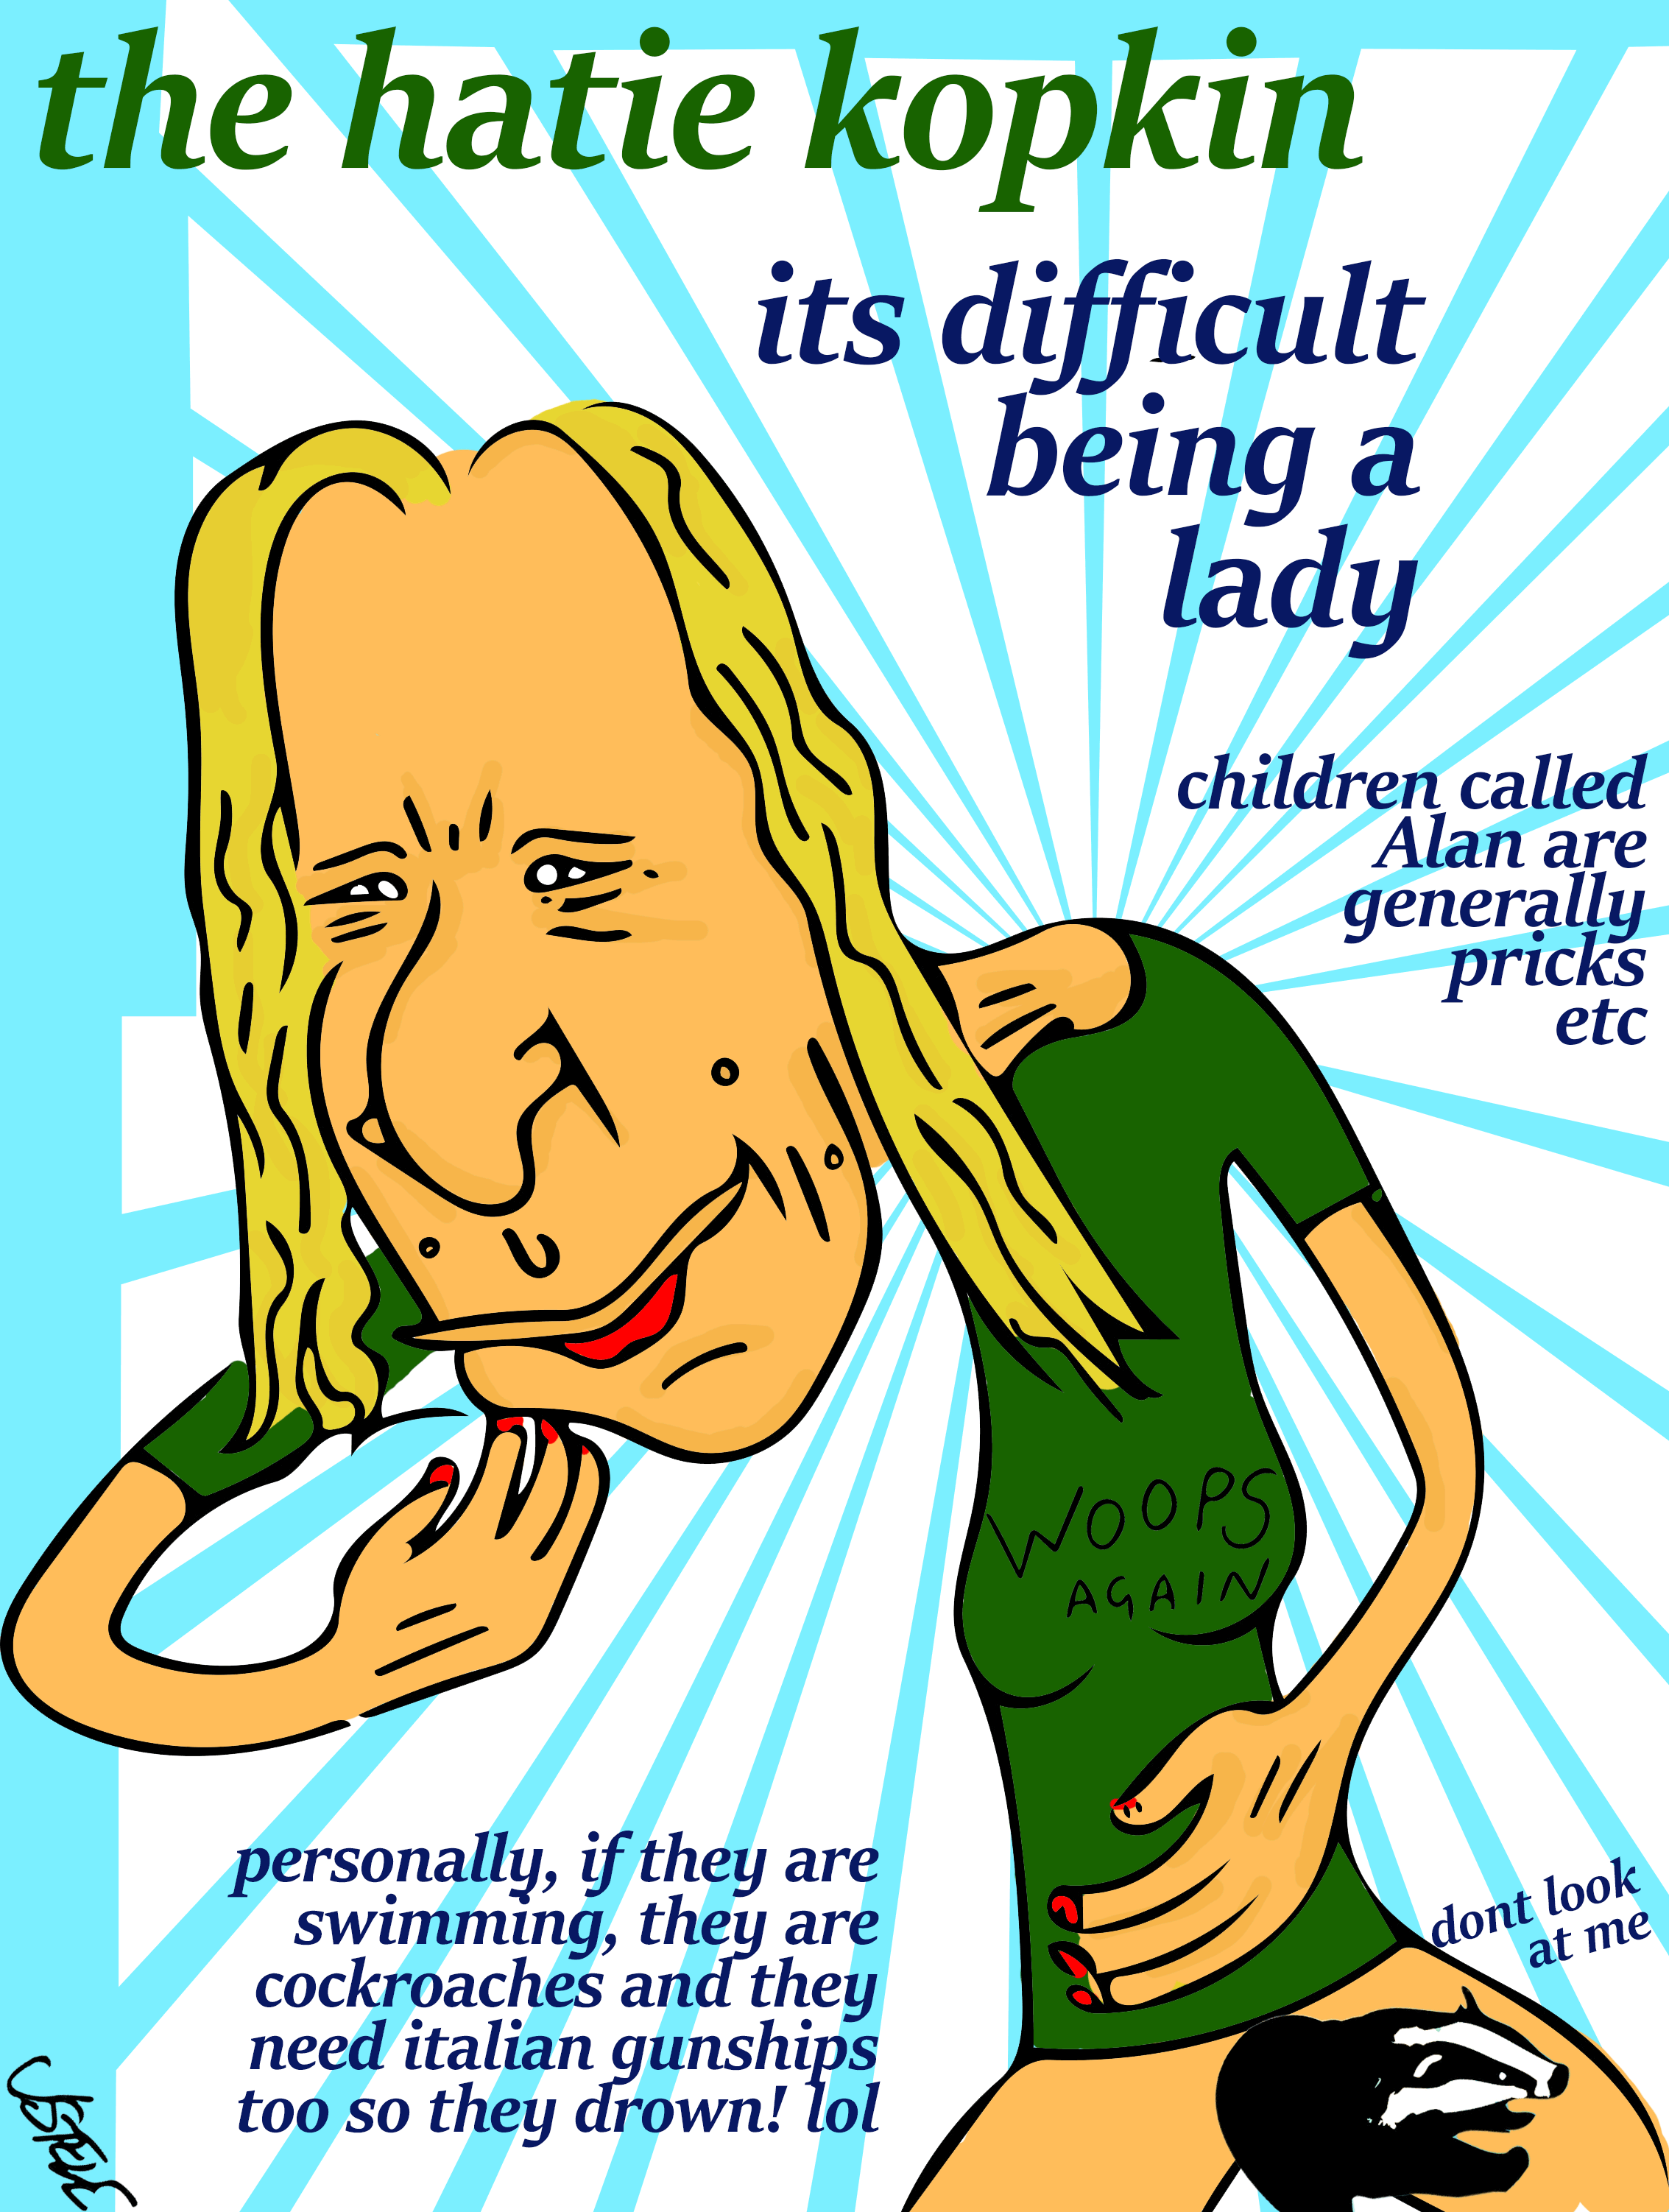 the hatie kopkin
its difficult
being a
lady
children called
Alan are
generally
pricks
etc
WOOPS
AGAIN
personally, if they are
swimming, they are
cockroaches and they
need italian gunships
too so they drown! lol
dont look
at me